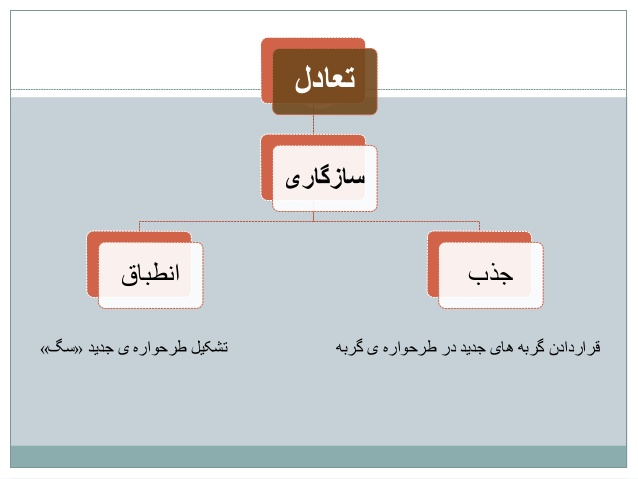 تعادل
سازگاری
جذب
انطباق
قراردادن گربه های جدید در طرحواره ی گربه
تشکیل طرحواره ی جدید «سگ»